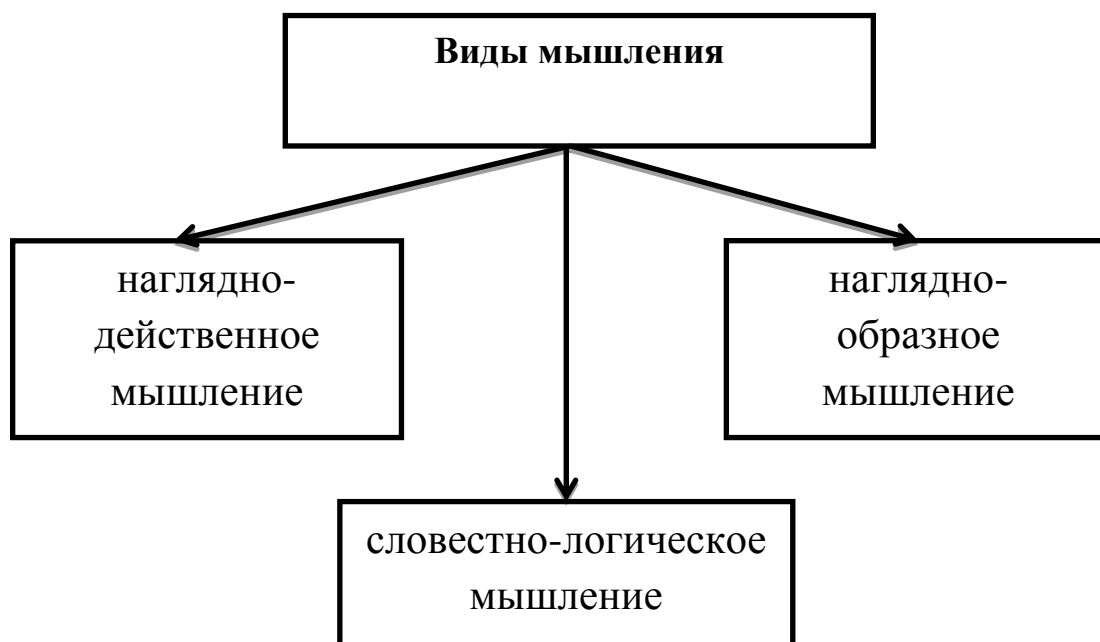 Виды мышления
наглядно-
действенное
мышление
наглядно-
образное
мышление
словестно-логическое
мышление